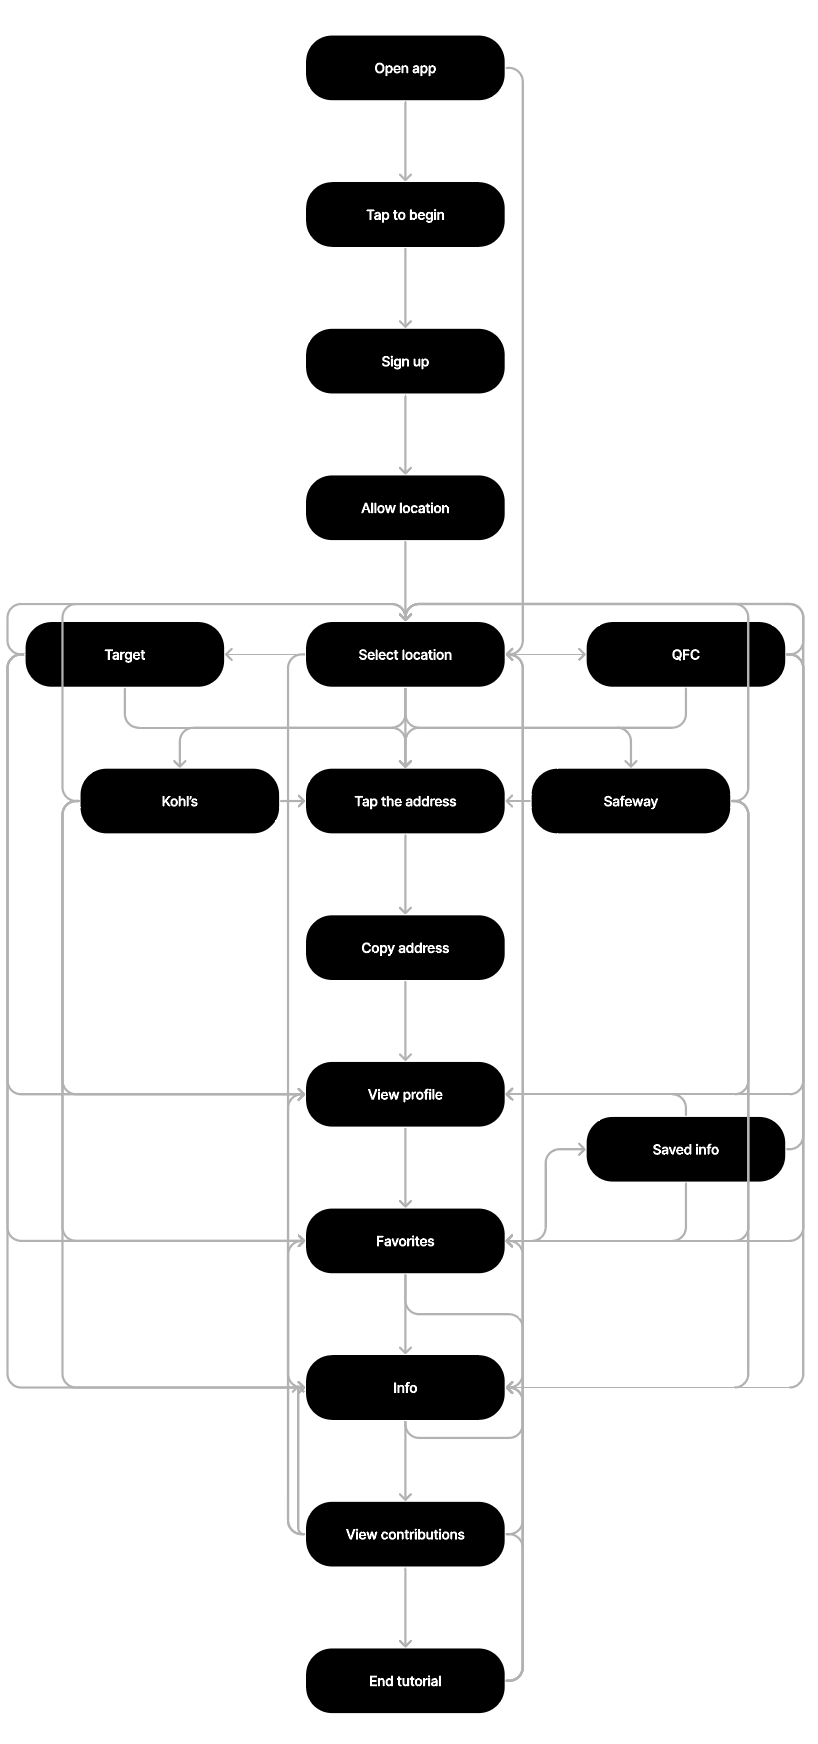 Open app
Tap to begin
Sign up
Allow location
Target
Select location
QFC
Kohl's
Tap the address
Safeway
Copy address
View profile
Saved info
Favorites
Info
View contributions
End tutorial